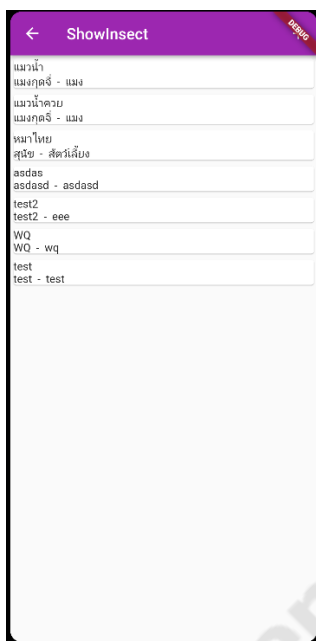 DEBUG
← ShowInsect
แมวน้ำ
แมงกุดจี่ - แมง
แมวน้ำควย
แมงกุดจี่ - แมง
หมาไทย
สุนัข - สัตว์เลี้ยง
asdas
asdasd - asdasd
test2
test2 - eee
WQ
WQ - wq
test
test - test